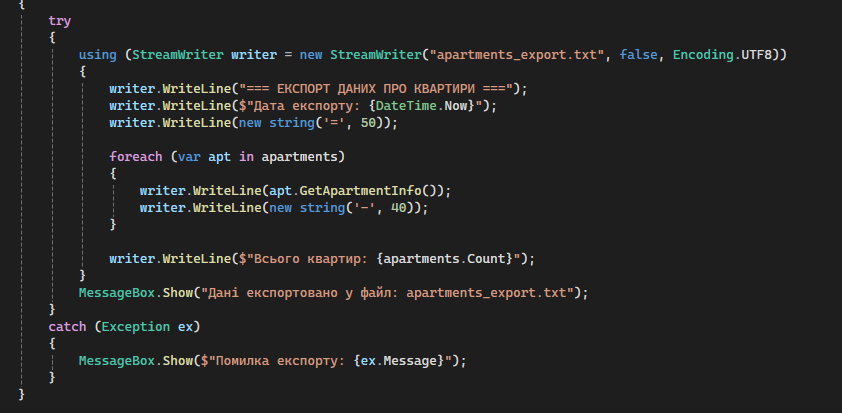 {
try
{
using (StreamWriter writer = new StreamWriter("apartments_export.txt", false, Encoding.UTF8))
{
writer.WriteLine("=== ЕКСПОРТ ДАНИХ ПРО КВАРТИРИ ===");
writer.WriteLine($"Дата експорту: {DateTime.Now}");
writer.WriteLine(new string('=', 50));
foreach (var apt in apartments)
{
writer.WriteLine(apt.GetApartmentInfo());
writer.WriteLine(new string('-', 40));
}
writer.WriteLine($"Всього квартир: {apartments.Count}");
}
MessageBox.Show("Дані експортовано у файл: apartments_export.txt");
}
catch (Exception ex)
{
MessageBox.Show($"Помилка експорту: {ex.Message}");
}
}